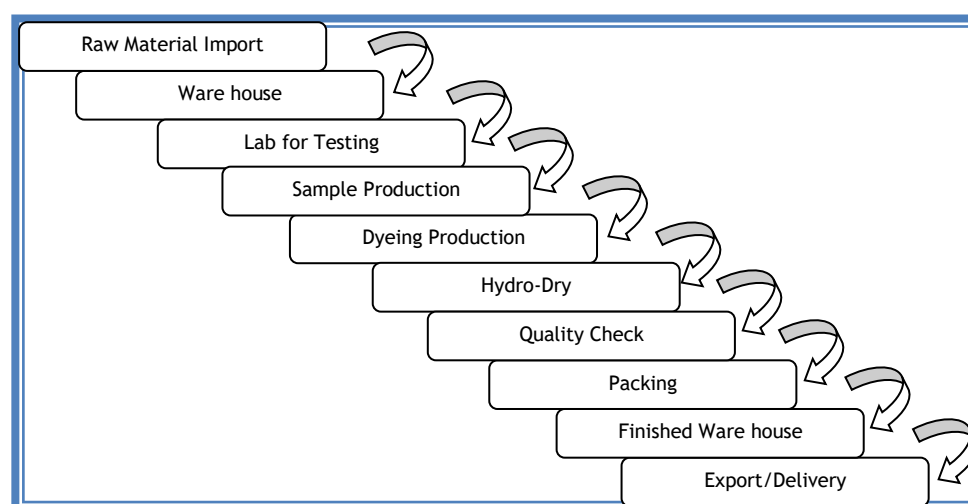 Raw Material Import
Ware house
Lab for Testing
Sample Production
Dyeing Production
Hydro-Dry
Quality Check
Packing
Finished Ware house
Export/Delivery